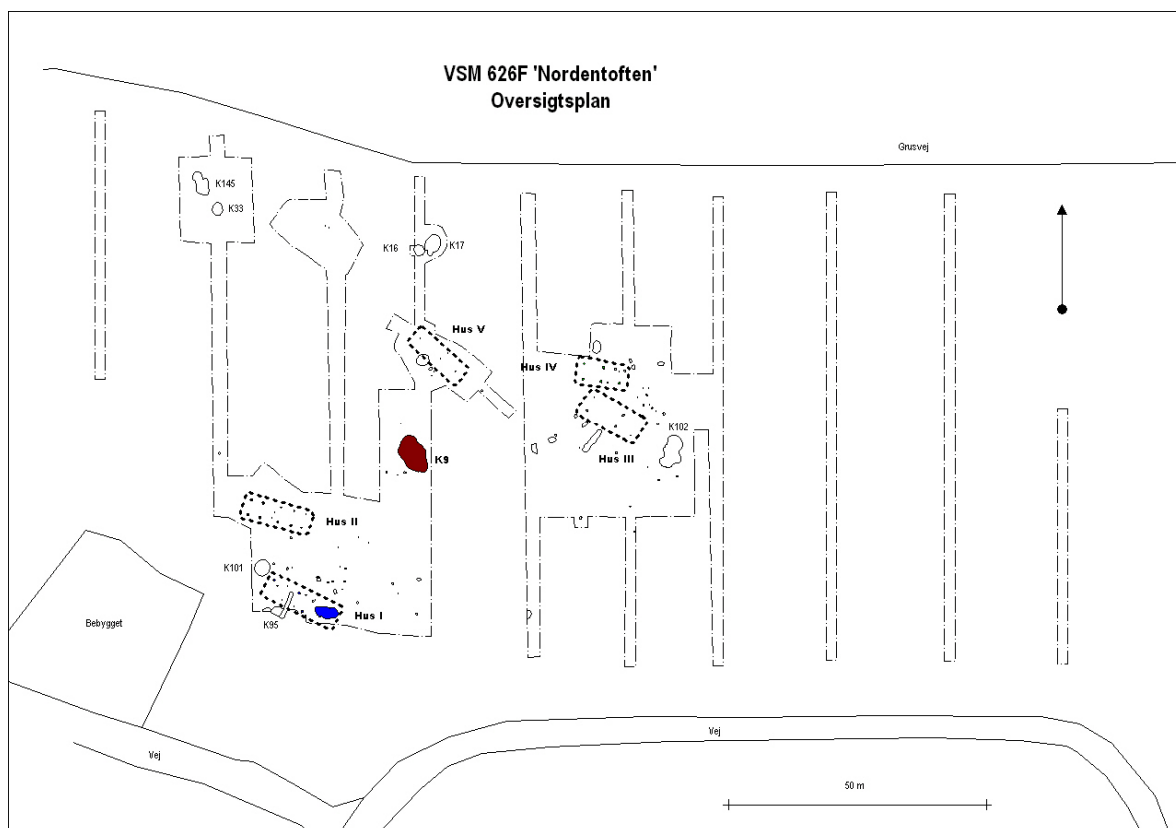 VSM 626F 'Nordentoften'
Oversigtsplan
Grusvej
K145
K33
K16
K17
Hus V
Hus IV
K102
K9
Hus III
Hus II
K101
Hus I
K95
Bebygget
Vej
Vej
50 m